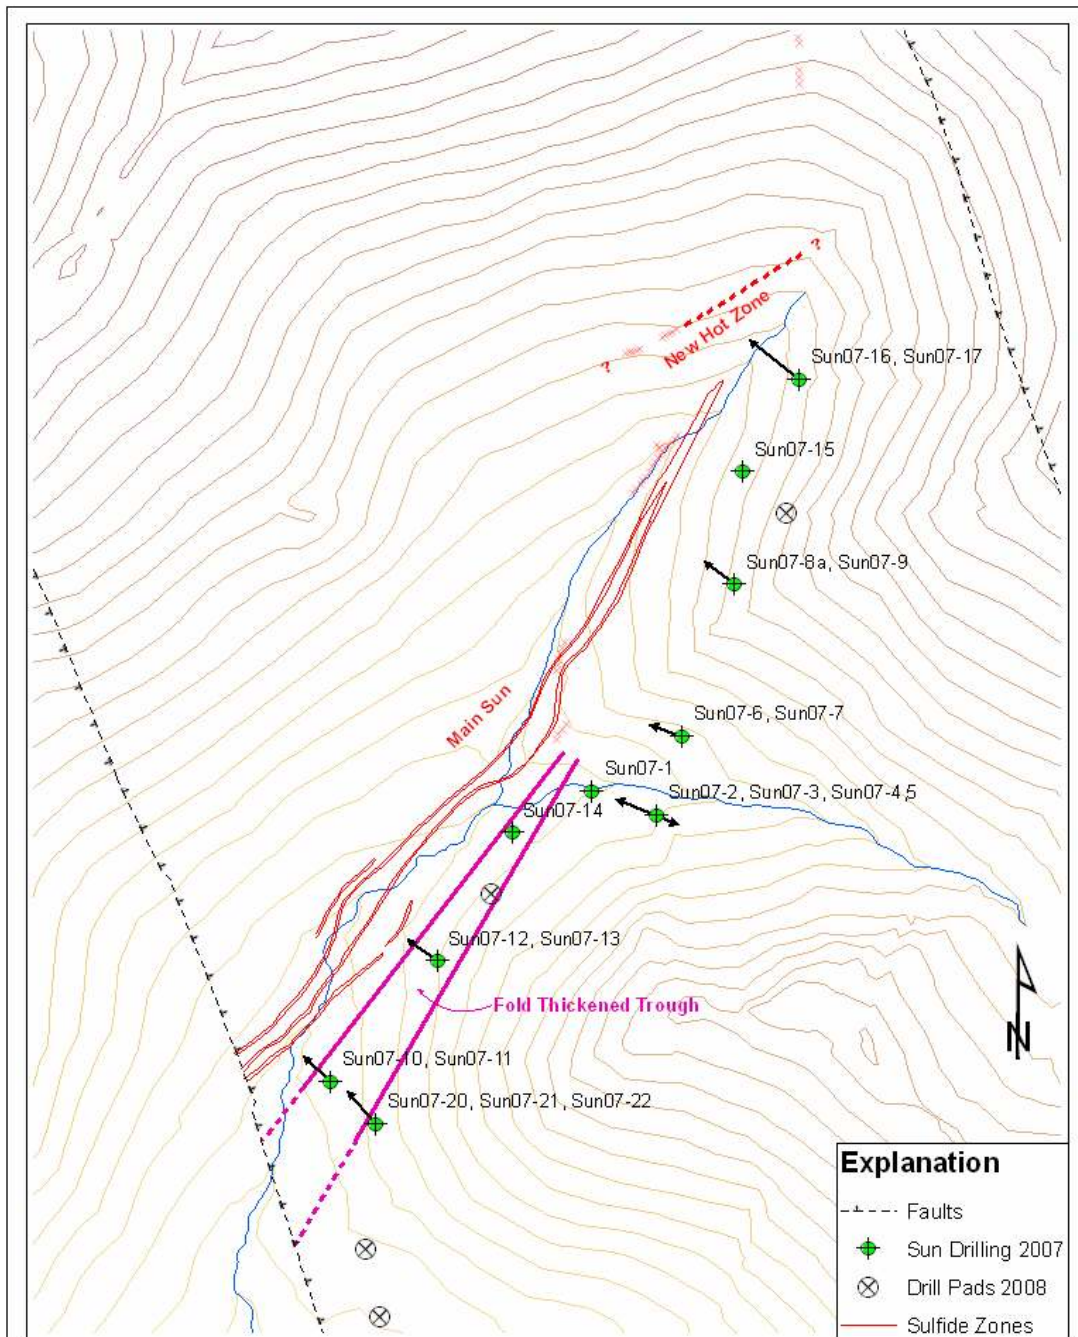 ?
New Hot Zone
?
Sun07-16, Sun07-17
Sun07-15
Sun07-8a, Sun07-9
Main Sun
Sun07-6, Sun07-7
Sun07-1
Sun07-2, Sun07-3, Sun07-4,5
Sun07-14
Sun07-12, Sun07-13
Fold Thickened Trough
N
Sun07-10, Sun07-11
Sun07-20, Sun07-21, Sun07-22
Explanation
Faults
Sun Drilling 2007
Drill Pads 2008
Sulfide Zones